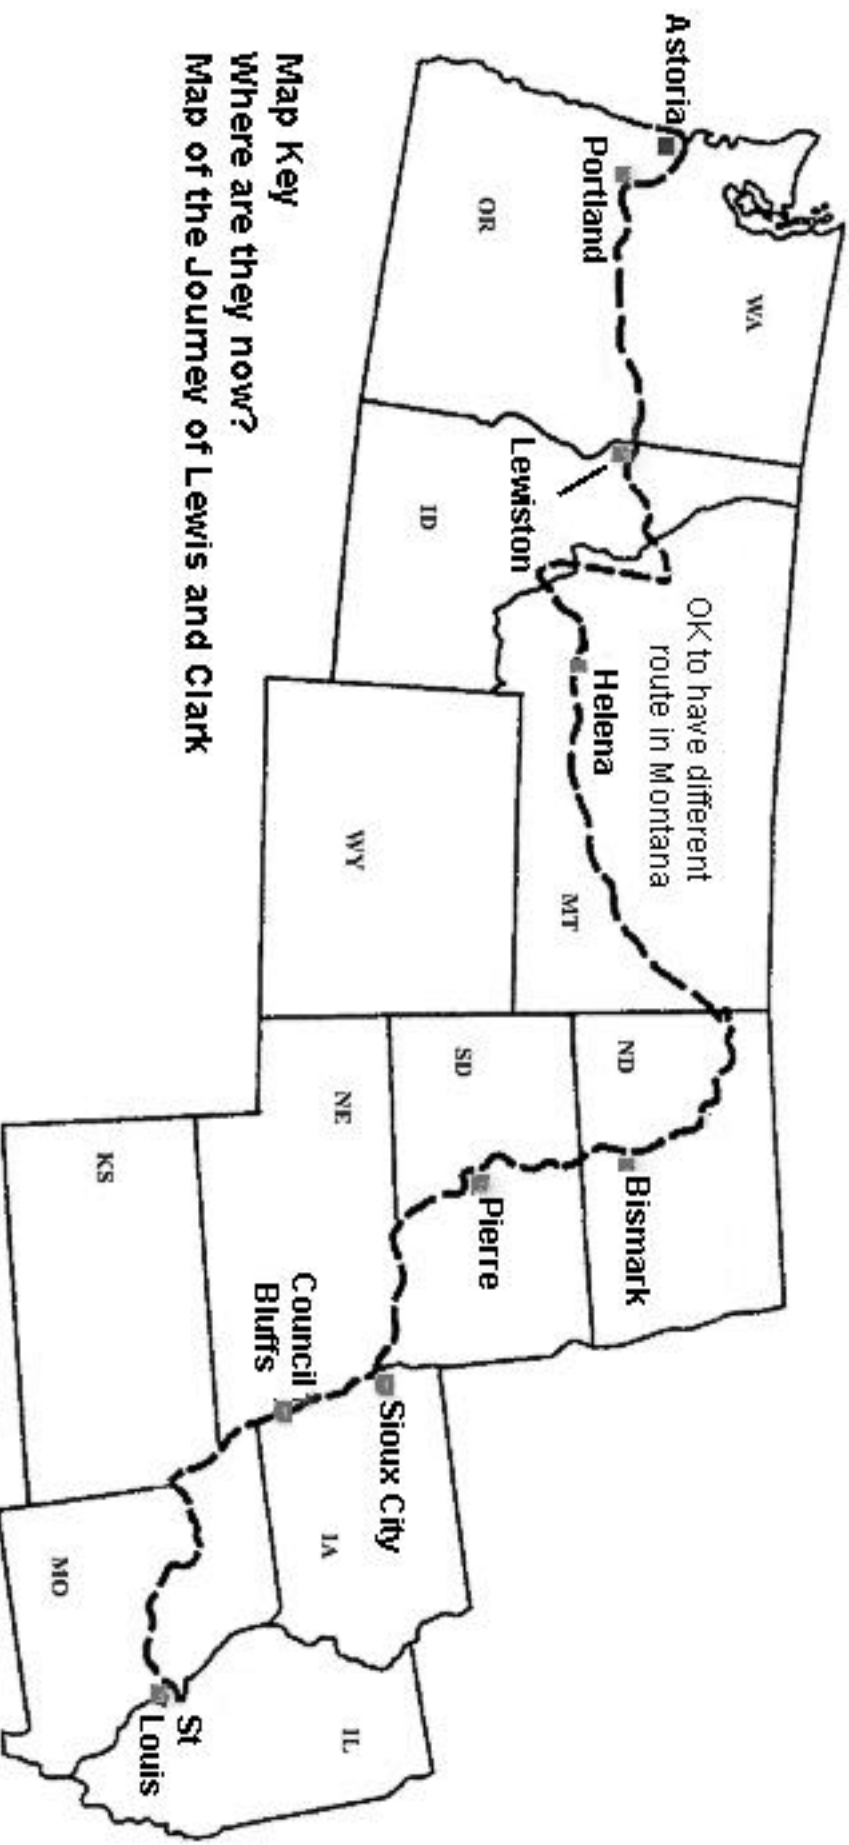 Astoria
WA
Portland
OR
Lewiston
ID
OK to have different
route in Montana
Helena
MT
WY
ND
Bismark
SD
Pierre
NE
Sioux City
Council
Bluffs
IA
KS
MO
St
Louis
IL
Map Key
Where are they now?
Map of the Journey of Lewis and Clark